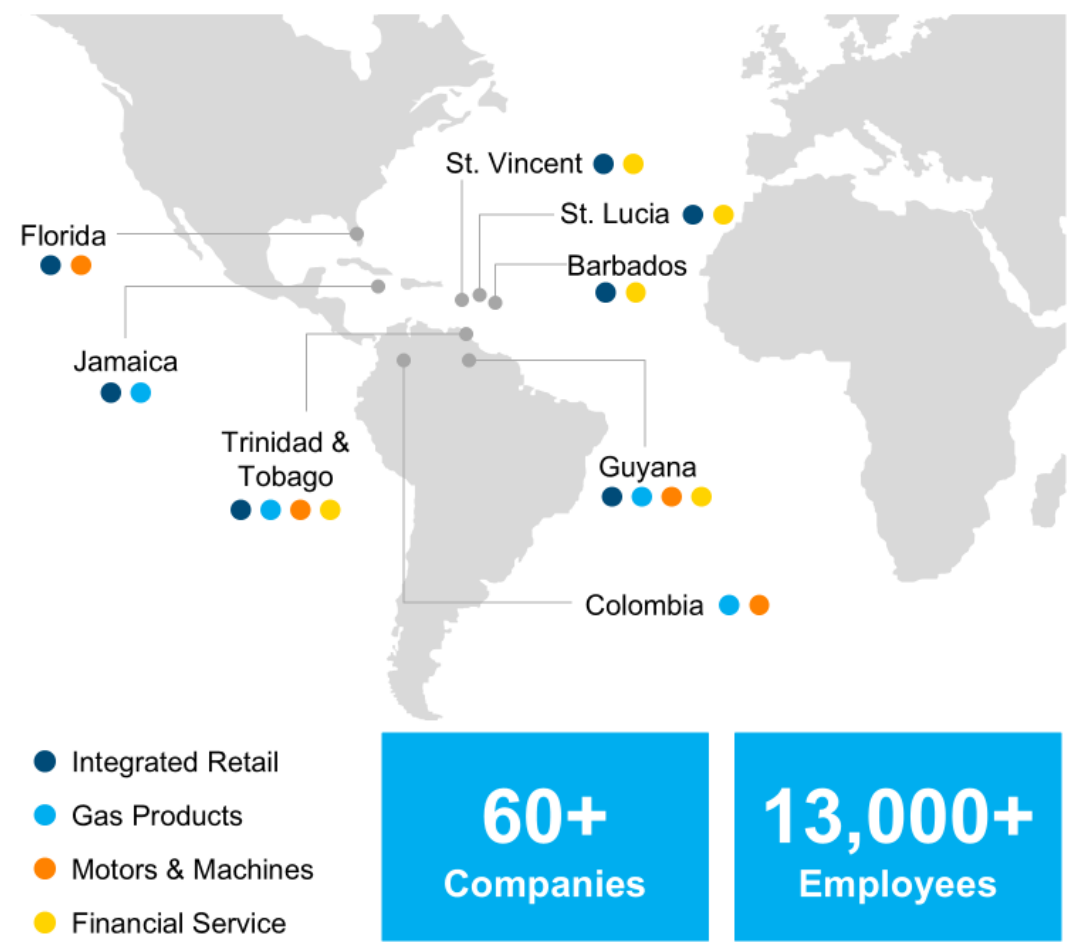 St. Vincent
St. Lucia
Florida
Barbados
Jamaica
Trinidad &
Tobago
Guyana
Colombia
Integrated Retail
Gas Products
Motors & Machines
Financial Service
60+
Companies
13,000+
Employees